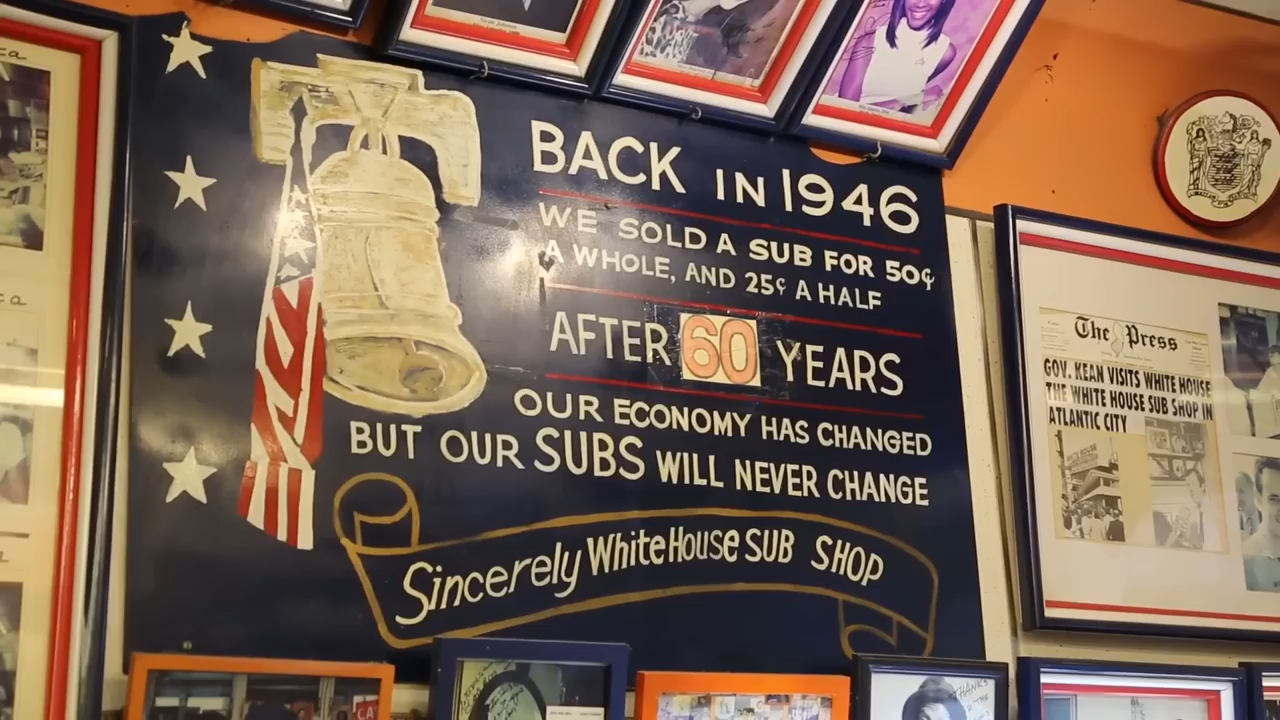 BACK IN 1946
WE SOLD A SUB FOR 50¢
A WHOLE, AND 25¢ A HALF
AFTER 60 YEARS
OUR ECONOMY HAS CHANGED
BUT OUR SUBS WILL NEVER CHANGE
Sincerely WhiteHouse SUB SHOP
The Press
GOV. KEAN VISITS WHITE HOUSE
THE WHITE HOUSE SUB SHOP IN
ATLANTIC CITY
THANKS